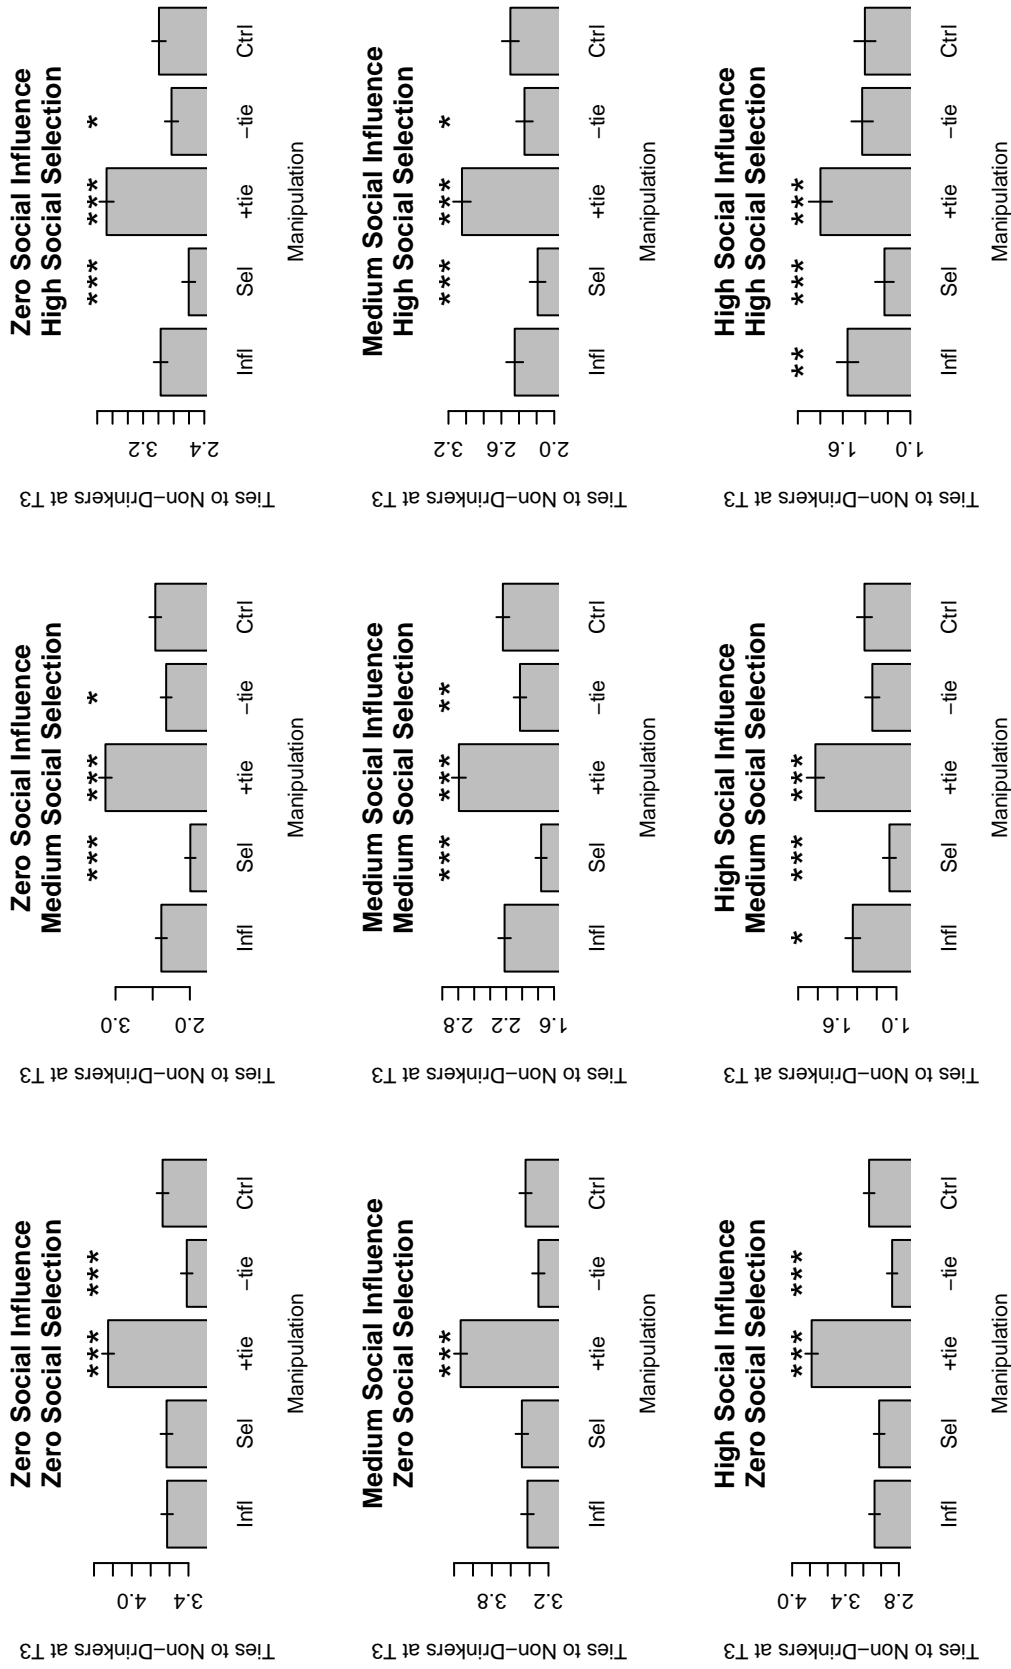 Zero Social Influence
Zero Social Selection
*** ***
Ties to Non−Drinkers at T3
4.0
3.4
Infl Sel +tie −tie Ctrl
Manipulation
Zero Social Influence
Medium Social Selection
*** *** *
Ties to Non−Drinkers at T3
3.0
2.0
Infl Sel +tie −tie Ctrl
Manipulation
Zero Social Influence
High Social Selection
*** *** *
Ties to Non−Drinkers at T3
3.2
2.4
Infl Sel +tie −tie Ctrl
Manipulation
Medium Social Influence
Zero Social Selection
***
Ties to Non−Drinkers at T3
3.8
3.2
Infl Sel +tie −tie Ctrl
Manipulation
Medium Social Influence
Medium Social Selection
*** *** **
Ties to Non−Drinkers at T3
2.8
2.2
1.6
Infl Sel +tie −tie Ctrl
Manipulation
Medium Social Influence
High Social Selection
*** *** *
Ties to Non−Drinkers at T3
3.2
2.6
2.0
Infl Sel +tie −tie Ctrl
Manipulation
High Social Influence
Zero Social Selection
*** ***
Ties to Non−Drinkers at T3
4.0
3.4
2.8
Infl Sel +tie −tie Ctrl
Manipulation
High Social Influence
Medium Social Selection
* *** ***
Ties to Non−Drinkers at T3
1.6
1.0
Infl Sel +tie −tie Ctrl
Manipulation
High Social Influence
High Social Selection
** *** ***
Ties to Non−Drinkers at T3
1.6
1.0
Infl Sel +tie −tie Ctrl
Manipulation